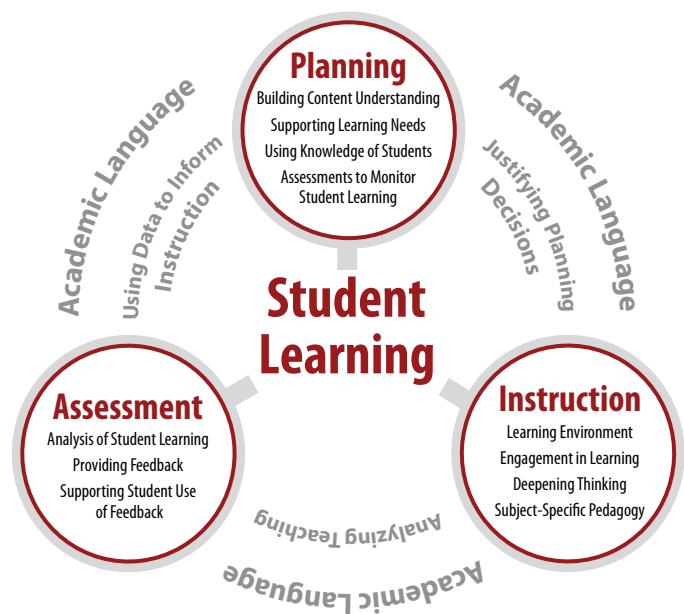 Planning
Building Content Understanding
Supporting Learning Needs
Using Knowledge of Students
Assessments to Monitor
Student Learning
Academic Language
Using Data to Inform
Instruction
Academic Language
Justifying Planning
Decisions
Student
Learning
Assessment
Analysis of Student Learning
Providing Feedback
Supporting Student Use
of Feedback
Instruction
Learning Environment
Engagement in Learning
Deepening Thinking
Subject-Specific Pedagogy
Analyzing Teaching
Academic Language